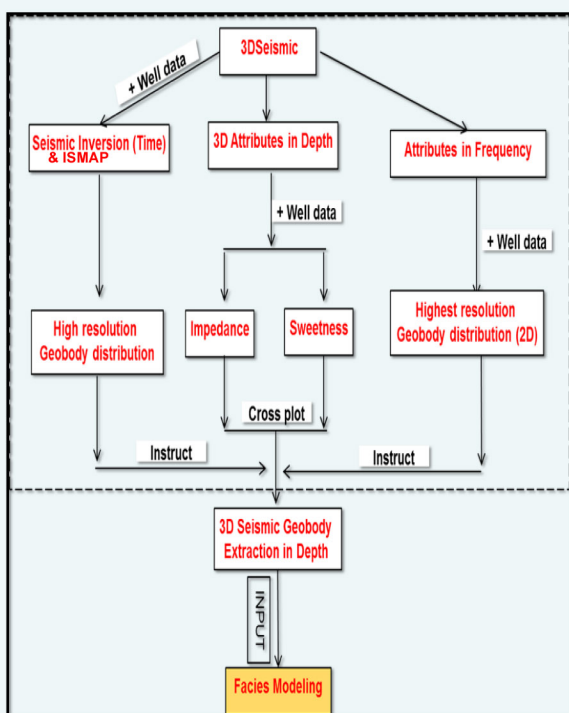 3DSeismic
+ Well data
Seismic Inversion (Time)
& ISMAP
3D Attributes in Depth
Attributes in Frequency
+ Well data
+ Well data
High resolution
Geobody distribution
Impedance
Sweetness
Highest resolution
Geobody distribution (2D)
Cross plot
Instruct
Instruct
3D Seismic Geobody
Extraction in Depth
INPUT
Facies Modeling